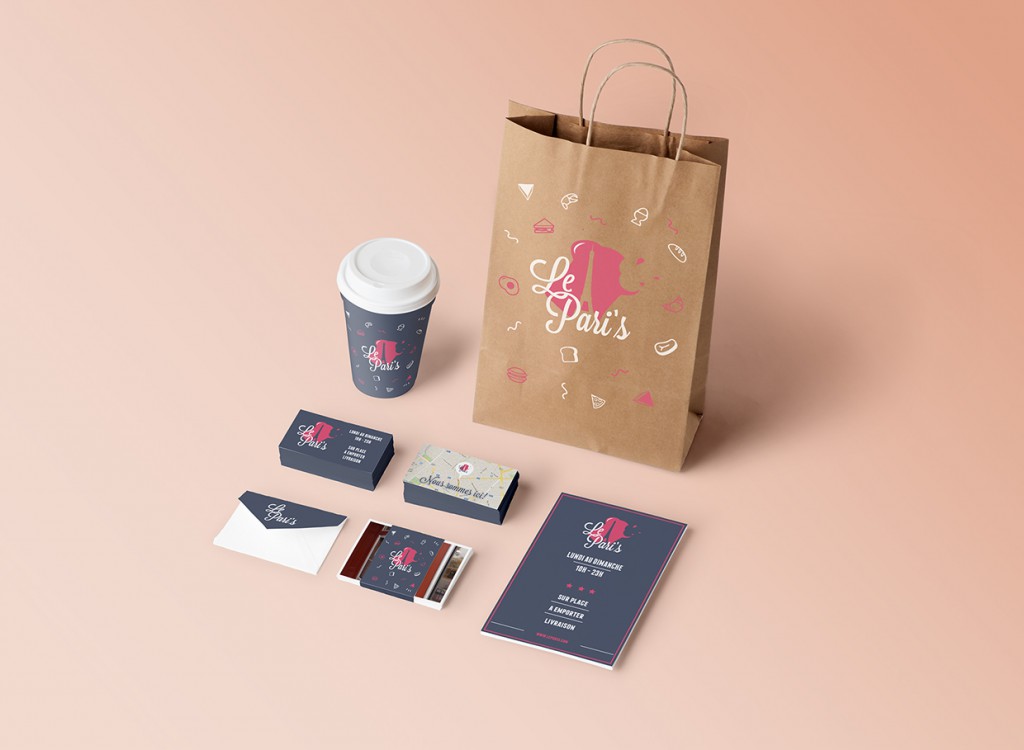 Le
Pari's
Le
Pari's
Le
Pari's
LUNDI AU DIMANCHE
10H - 23H
SUR PLACE
A EMPORTER
LIVRAISON
Nous sommes ici!
Le
Pari's
Le
Pari's
Le
Pari's
LUNDI AU DIMANCHE
10H - 23H
SUR PLACE
A EMPORTER
LIVRAISON